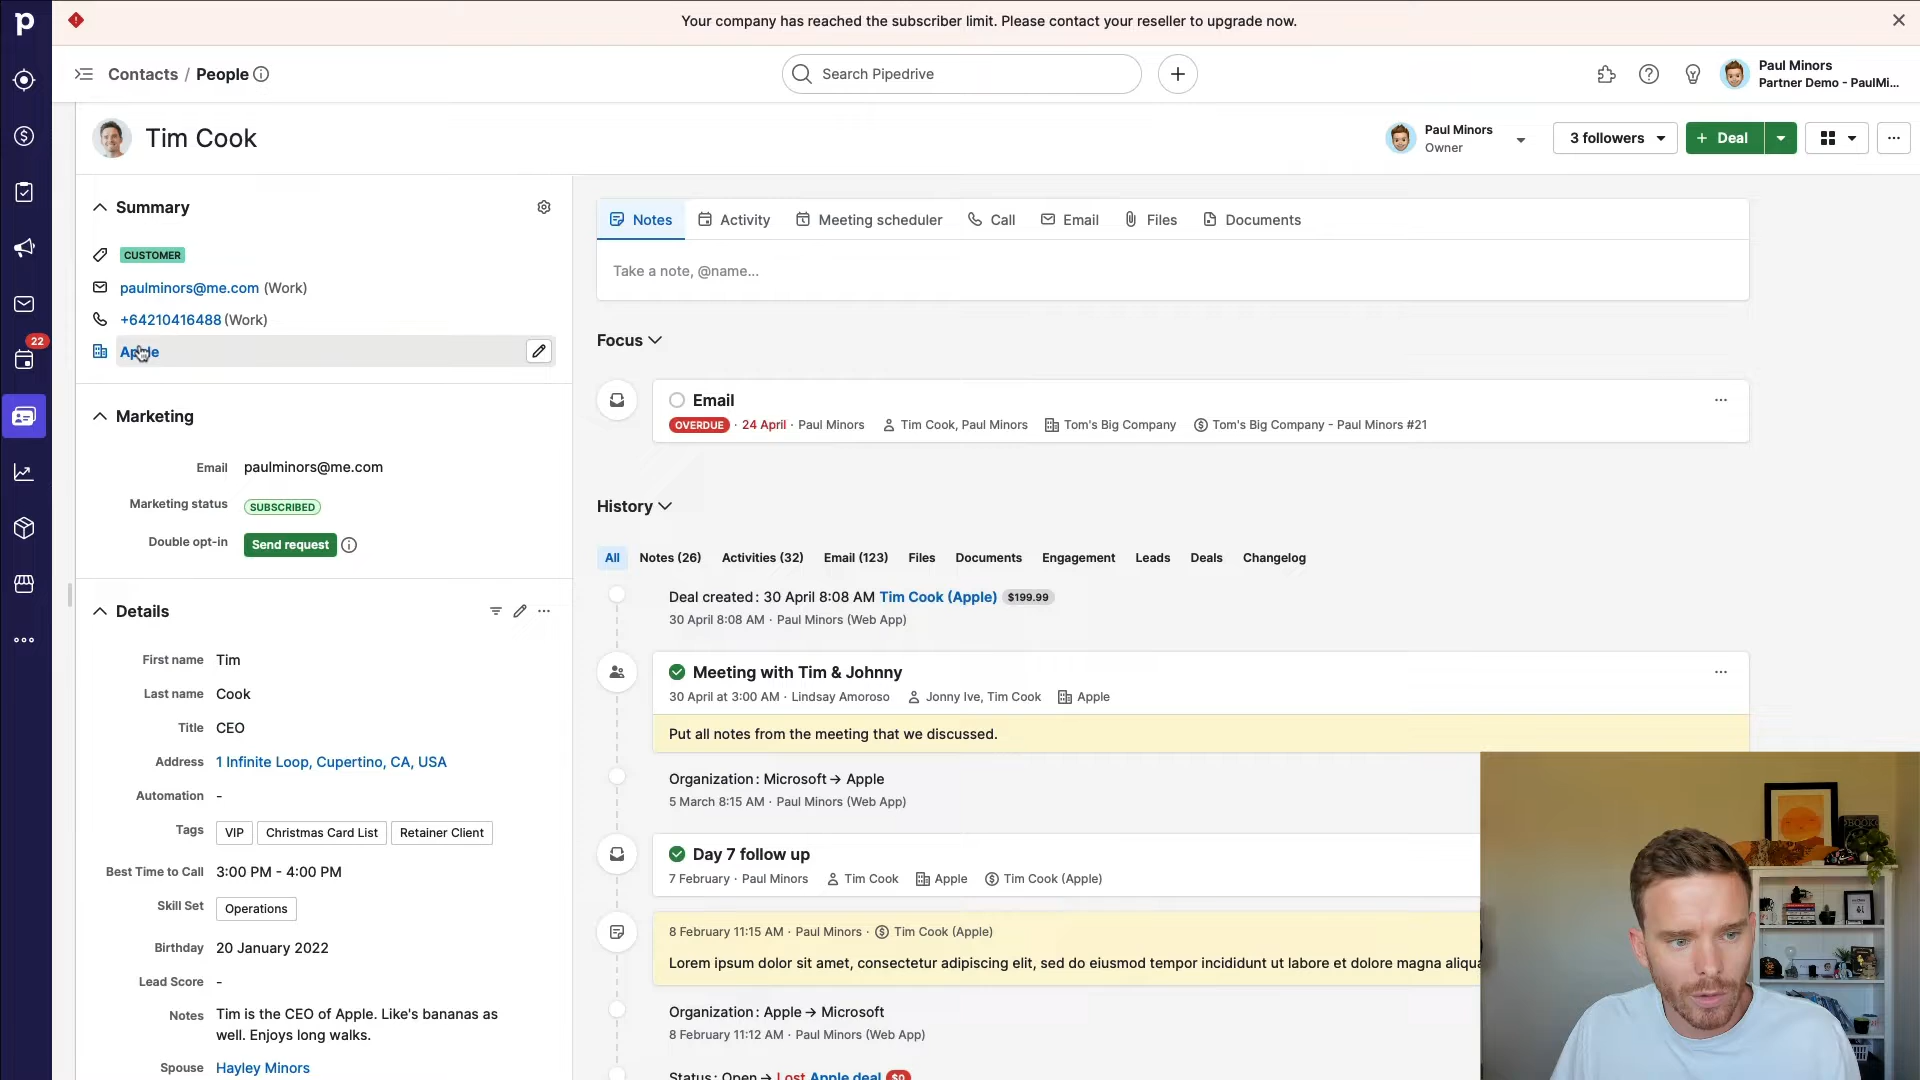 Your company has reached the subscriber limit. Please contact your reseller to upgrade now.
Contacts / People
Search Pipedrive
Paul Minors
Partner Demo - PaulMi...
Tim Cook
Paul Minors
Owner
3 followers
+ Deal
Summary
CUSTOMER
paulminors@me.com (Work)
+64210416488 (Work)
Apple
22
Marketing
Email paulminors@me.com
Marketing status SUBSCRIBED
Double opt-in Send request
Details
First name Tim
Last name Cook
Title CEO
Address 1 Infinite Loop, Cupertino, CA, USA
Automation -
Tags VIP Christmas Card List Retainer Client
Best Time to Call 3:00 PM - 4:00 PM
Skill Set Operations
Birthday 20 January 2022
Lead Score -
Notes Tim is the CEO of Apple. Like's bananas as
well. Enjoys long walks.
Spouse Hayley Minors
Notes Activity Meeting scheduler Call Email Files Documents
Take a note, @name...
Focus
Email
OVERDUE · 24 April · Paul Minors Tim Cook, Paul Minors Tom's Big Company Tom's Big Company - Paul Minors #21
History
All Notes (26) Activities (32) Email (123) Files Documents Engagement Leads Deals Changelog
Deal created: 30 April 8:08 AM Tim Cook (Apple) $199.99
30 April 8:08 AM · Paul Minors (Web App)
Meeting with Tim & Johnny
30 April at 3:00 AM · Lindsay Amoroso Jonny Ive, Tim Cook Apple
Put all notes from the meeting that we discussed.
Organization: Microsoft → Apple
5 March 8:15 AM · Paul Minors (Web App)
Day 7 follow up
7 February · Paul Minors Tim Cook Apple Tim Cook (Apple)
8 February 11:15 AM · Paul Minors · Tim Cook (Apple)
Lorem ipsum dolor sit amet, consectetur adipiscing elit, sed do eiusmod tempor incididunt ut labore et dolore magna aliqua
Organization: Apple → Microsoft
8 February 11:12 AM · Paul Minors (Web App)
Status: Open → Lost Apple deal $0